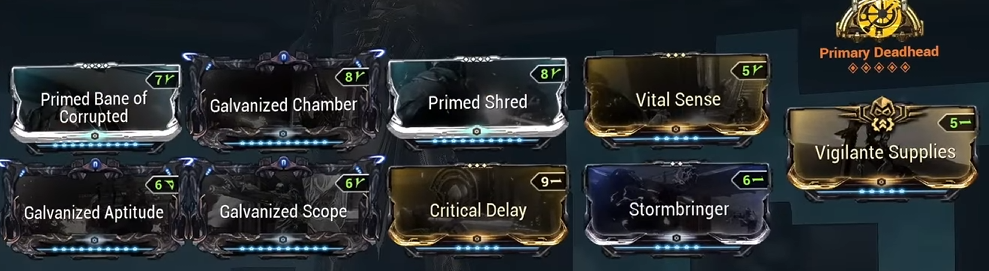 Primary Deadhead
7
Primed Bane of
Corrupted
8
Galvanized Chamber
8
Primed Shred
5
Vital Sense
5
Vigilante Supplies
6
Galvanized Aptitude
6
Galvanized Scope
9
Critical Delay
6
Stormbringer